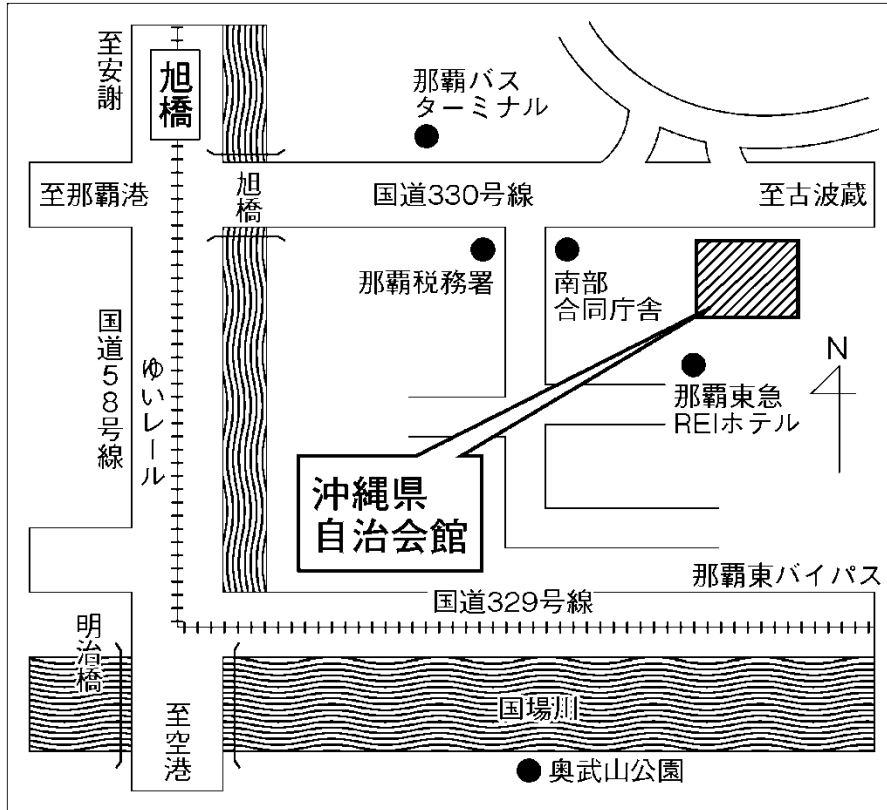 至安謝
旭橋
那覇バス
ターミナル
至那覇港
旭橋
国道330号線
至古波蔵
那覇税務署
南部
合同庁舎
国道58号線
ゆいレール
N
那覇東急
REIホテル
沖縄県
自治会館
那覇東バイパス
国道329号線
明治橋
至空港
国場川
奥武山公園